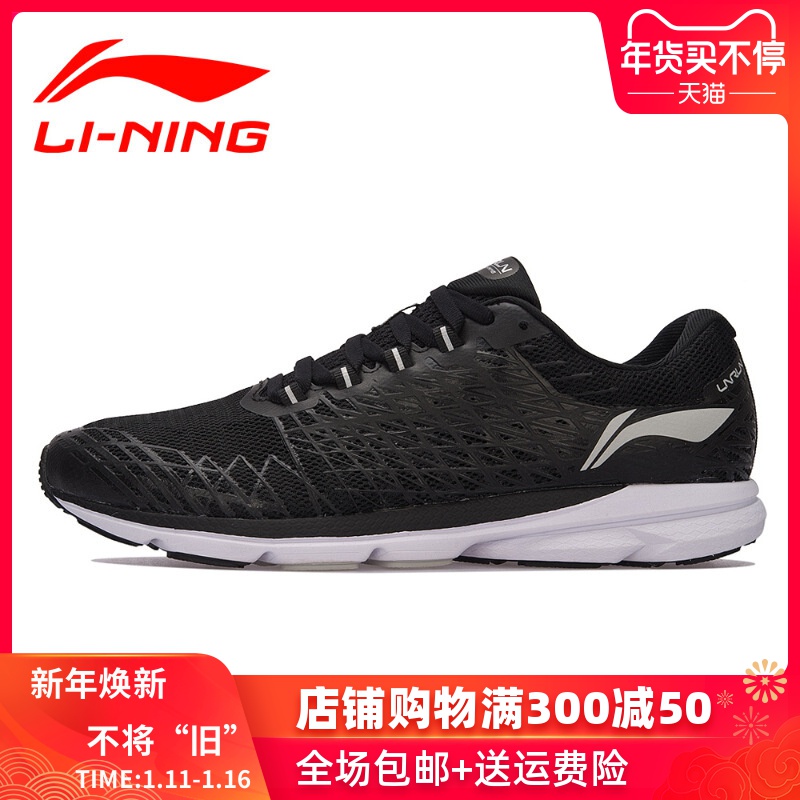 LI-NING
年货买不停
天猫
UNRUN
新年焕新
不将“旧”
TIME:1.11-1.16
店铺购物满300减50
全场包邮+送运费险